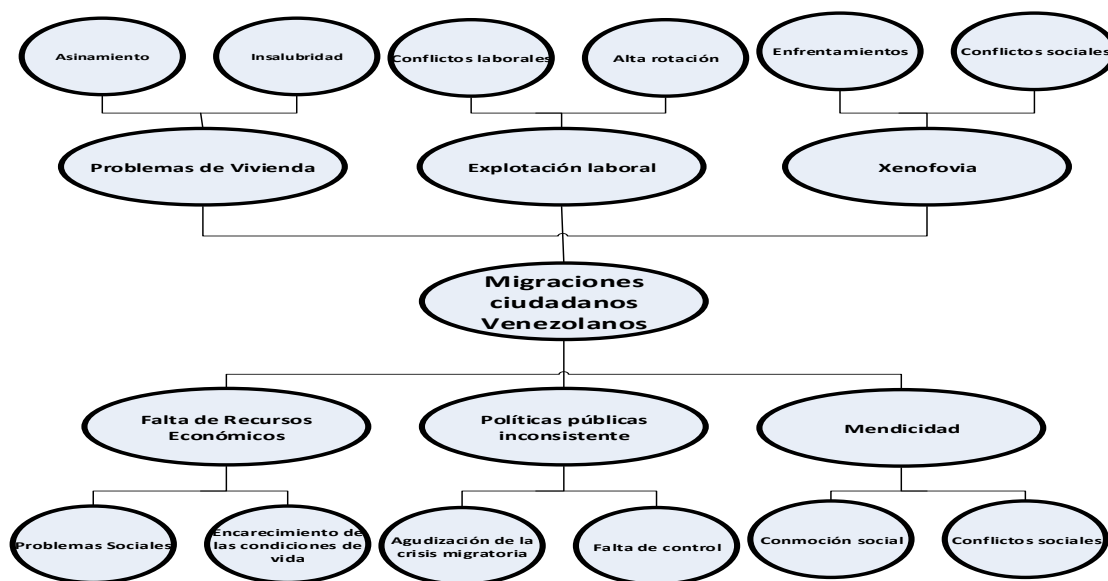 Asinamiento
Insalubridad
Conflictos laborales
Alta rotación
Enfrentamientos
Conflictos sociales
Problemas de Vivienda
Explotación laboral
Xenofovia
Migraciones
ciudadanos
Venezolanos
Falta de Recursos
Económicos
Políticas públicas
inconsistente
Mendicidad
Problemas Sociales
Encarecimiento de
las condiciones de
vida
Agudización de la
crisis migratoria
Falta de control
Conmoción social
Conflictos sociales